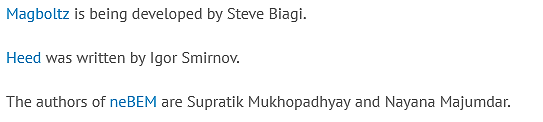 Magboltz is being developed by Steve Biagi.
Heed was written by Igor Smirnov.
The authors of neBEM are Supratik Mukhopadhyay and Nayana Majumdar.